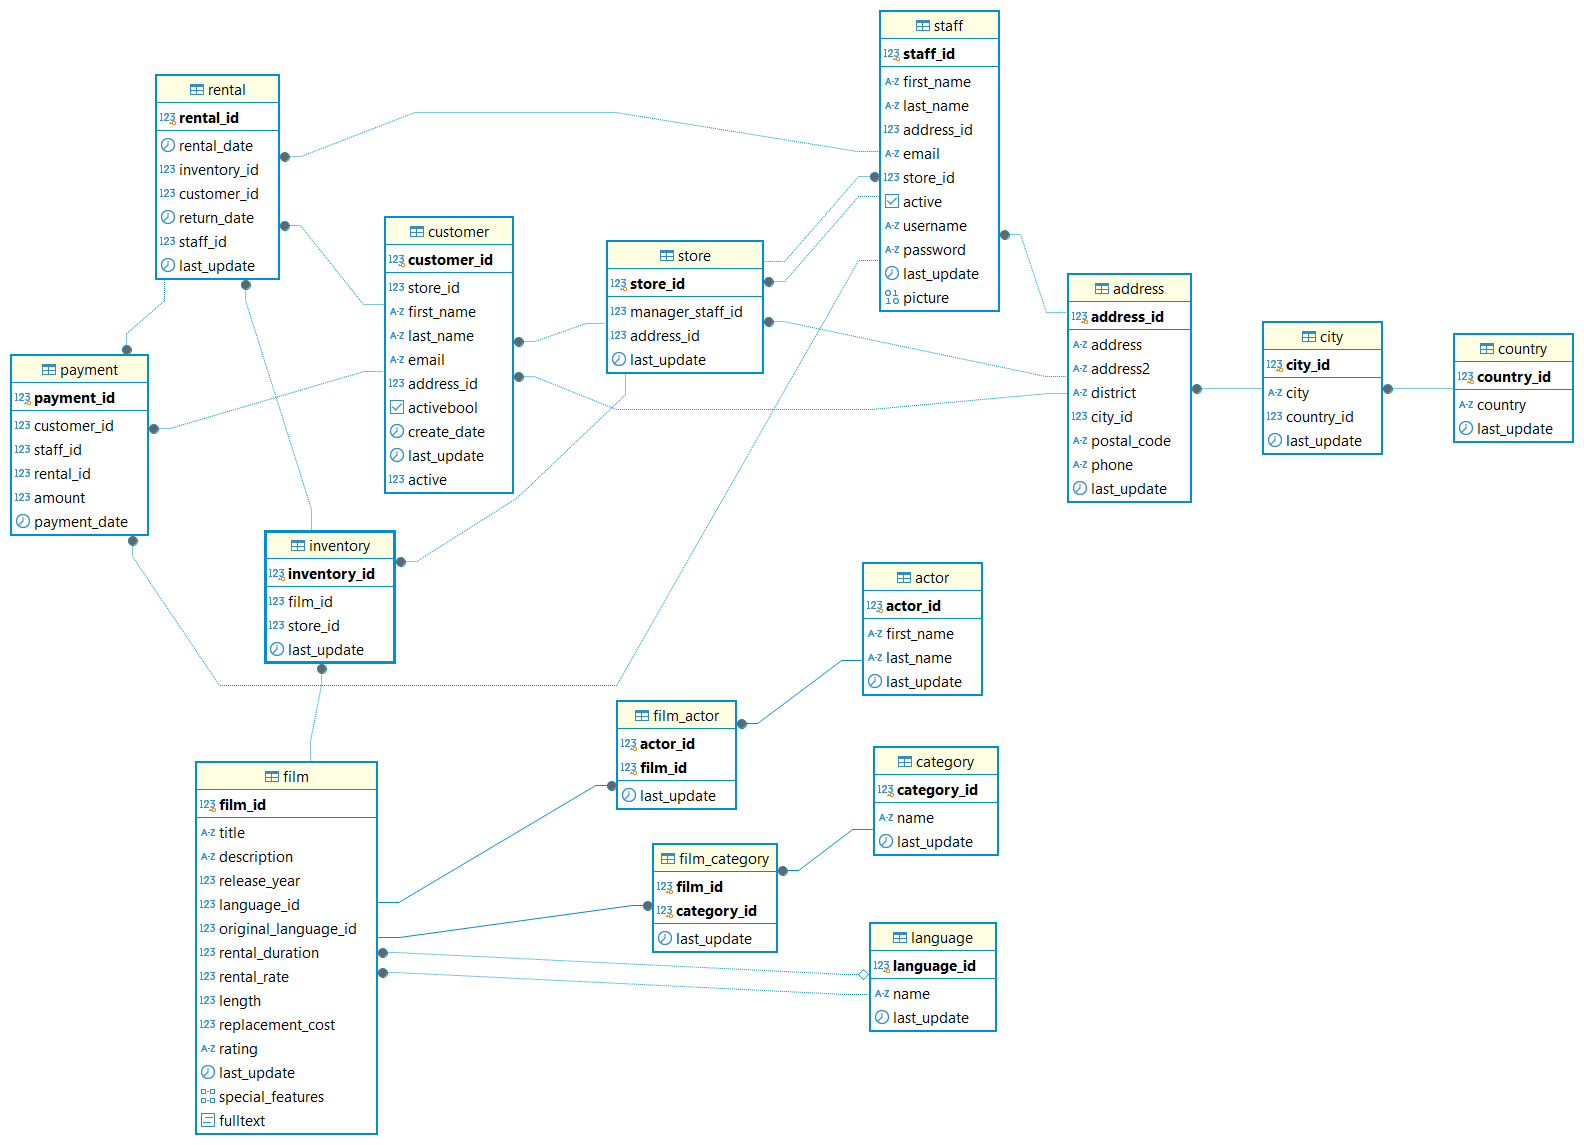 staff
staff_id
first_name
last_name
address_id
email
store_id
active
username
password
last_update
picture
rental
rental_id
rental_date
inventory_id
customer_id
return_date
staff_id
last_update
customer
customer_id
store_id
first_name
last_name
email
address_id
activebool
create_date
last_update
active
store
store_id
manager_staff_id
address_id
last_update
address
address_id
address
address2
district
city_id
postal_code
phone
last_update
city
city_id
city
country_id
last_update
country
country_id
country
last_update
payment
payment_id
customer_id
staff_id
rental_id
amount
payment_date
inventory
inventory_id
film_id
store_id
last_update
actor
actor_id
first_name
last_name
last_update
film_actor
actor_id
film_id
last_update
category
category_id
name
last_update
film_category
film_id
category_id
last_update
film
film_id
title
description
release_year
language_id
original_language_id
rental_duration
rental_rate
length
replacement_cost
rating
last_update
special_features
fulltext
language
language_id
name
last_update